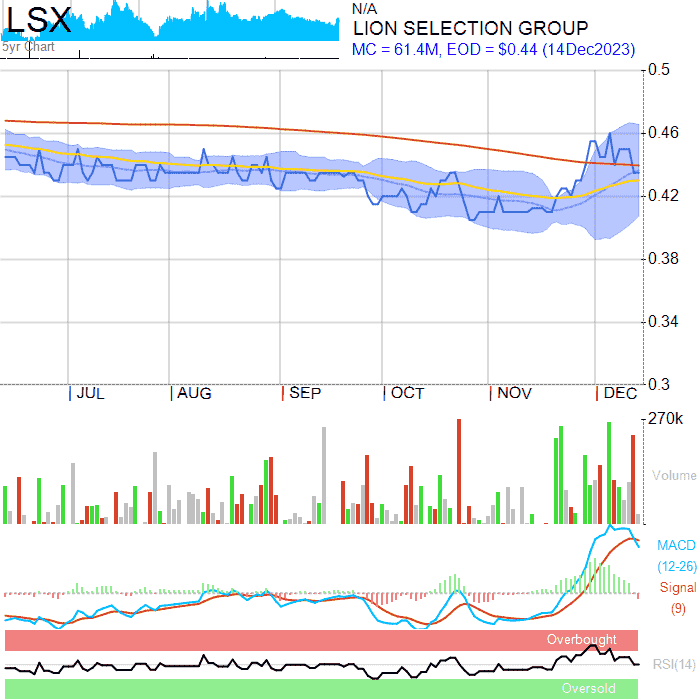 LSX
5yr Chart
N/A
LION SELECTION GROUP
MC = 61.4M, EOD = $0.44 (14Dec2023)
0.5
0.46
0.42
0.38
0.34
0.3
JUL AUG SEP OCT NOV DEC
270k
Volume
MACD
(12-26)
Signal
(9)
Overbought
RSI(14)
Oversold